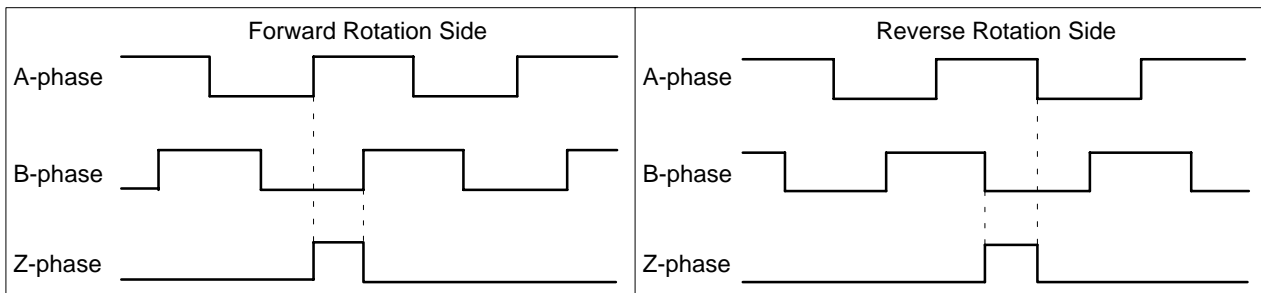 Forward Rotation Side
A-phase
B-phase
Z-phase
Reverse Rotation Side
A-phase
B-phase
Z-phase